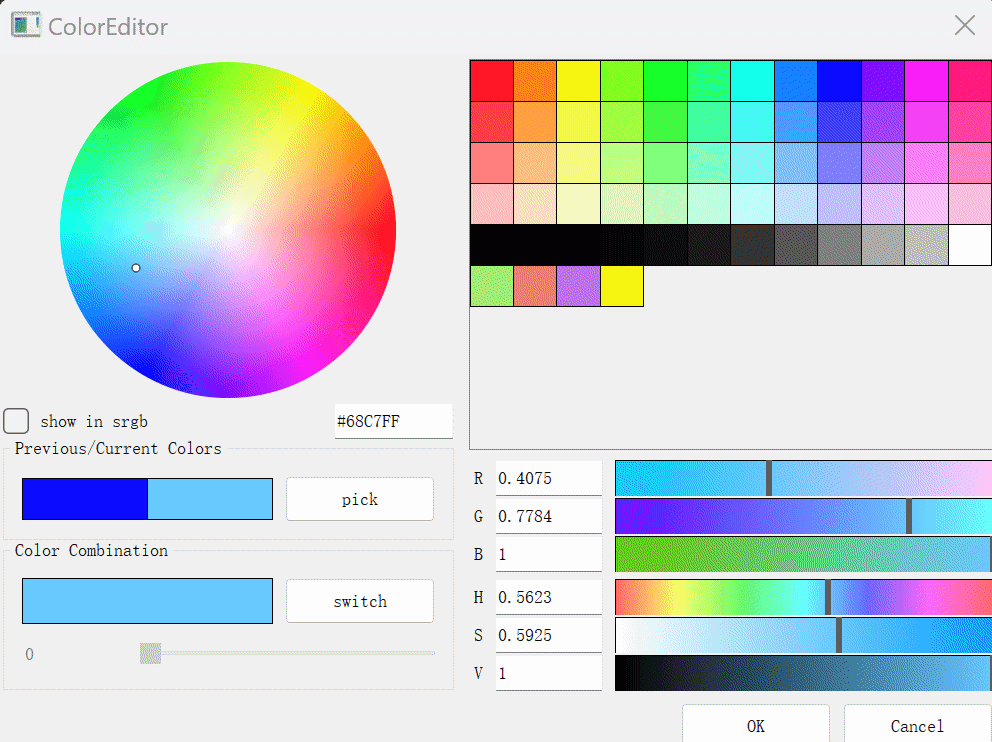 ColorEditor
show in srgb
#68C7FF
Previous/Current Colors
pick
Color Combination
switch
0
R 0.4075
G 0.7784
B 1
H 0.5623
S 0.5925
V 1
OK Cancel